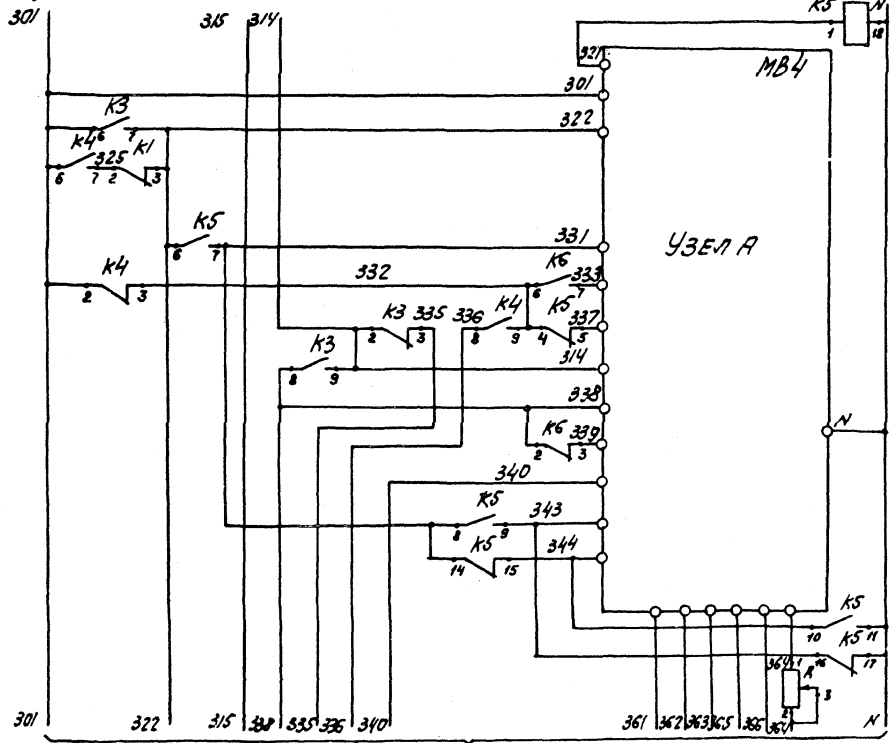 301 315 314 K5 N
1 18
321 МВ4
301
K3
6 7 322
K4 325 K1
6 7 2 3
K5 331 УЗЕЛ А
6 7
K4 332 K6 333
2 3 6 7
K3 335 336 K4 K5 337
2 3 8 9 4 5
K3 314
8 9
338
N
K6 339
2 3
340
K5 343
8 9
K5 344
14 15
K5
10 11
K5
364 1 16 17
R
2 3
301 322 315 338 335 336 340 361 362 363 365 366 N